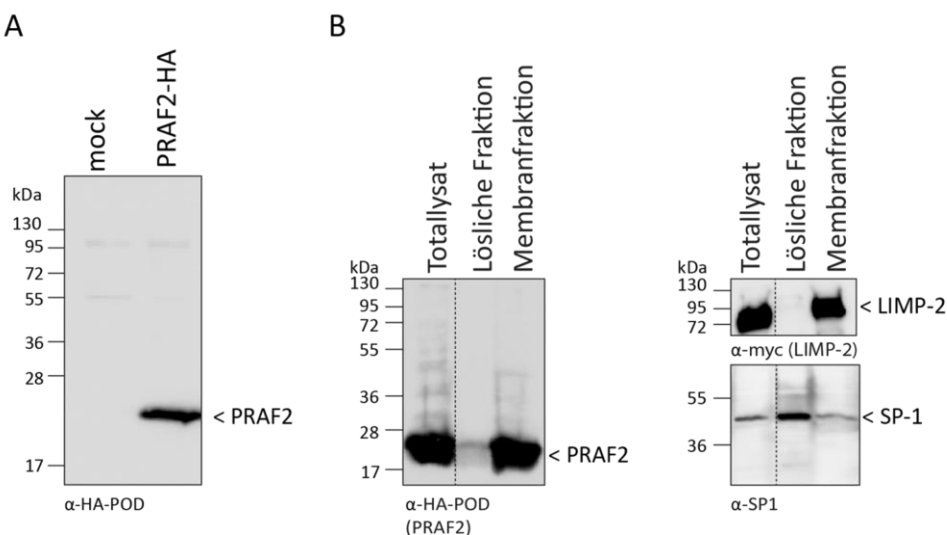 A
mock
PRAF2-HA
kDa
130
95
72
55
36
28
17
< PRAF2
α-HA-POD
B
Totallysat
Lösliche Fraktion
Membranfraktion
kDa
130
95
72
55
36
28
17
< PRAF2
α-HA-POD
(PRAF2)
Totallysat
Lösliche Fraktion
Membranfraktion
kDa
130
95
72
< LIMP-2
α-myc (LIMP-2)
55
36
< SP-1
α-SP1